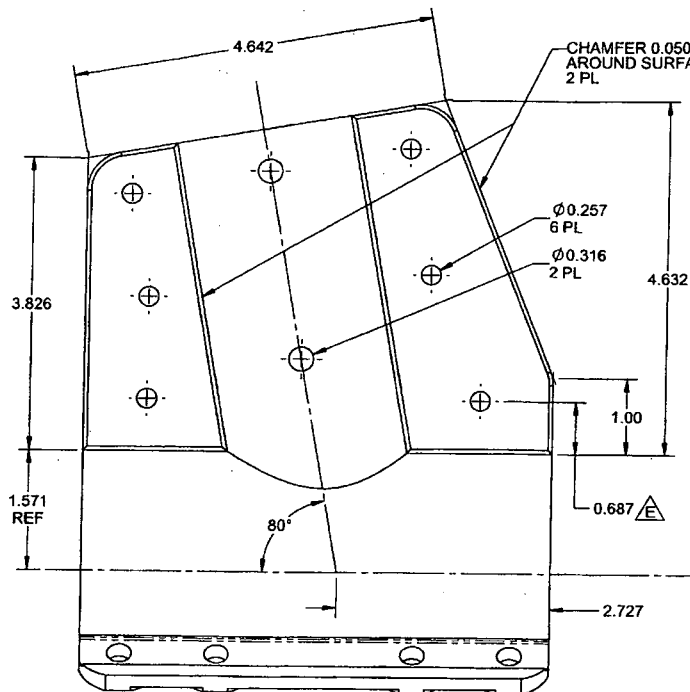 4.642
CHAMFER 0.050
AROUND SURFA
2 PL
Ø0.257
6 PL
Ø0.316
2 PL
4.632
3.826
1.00
1.571
REF
0.687 E
80°
2.727